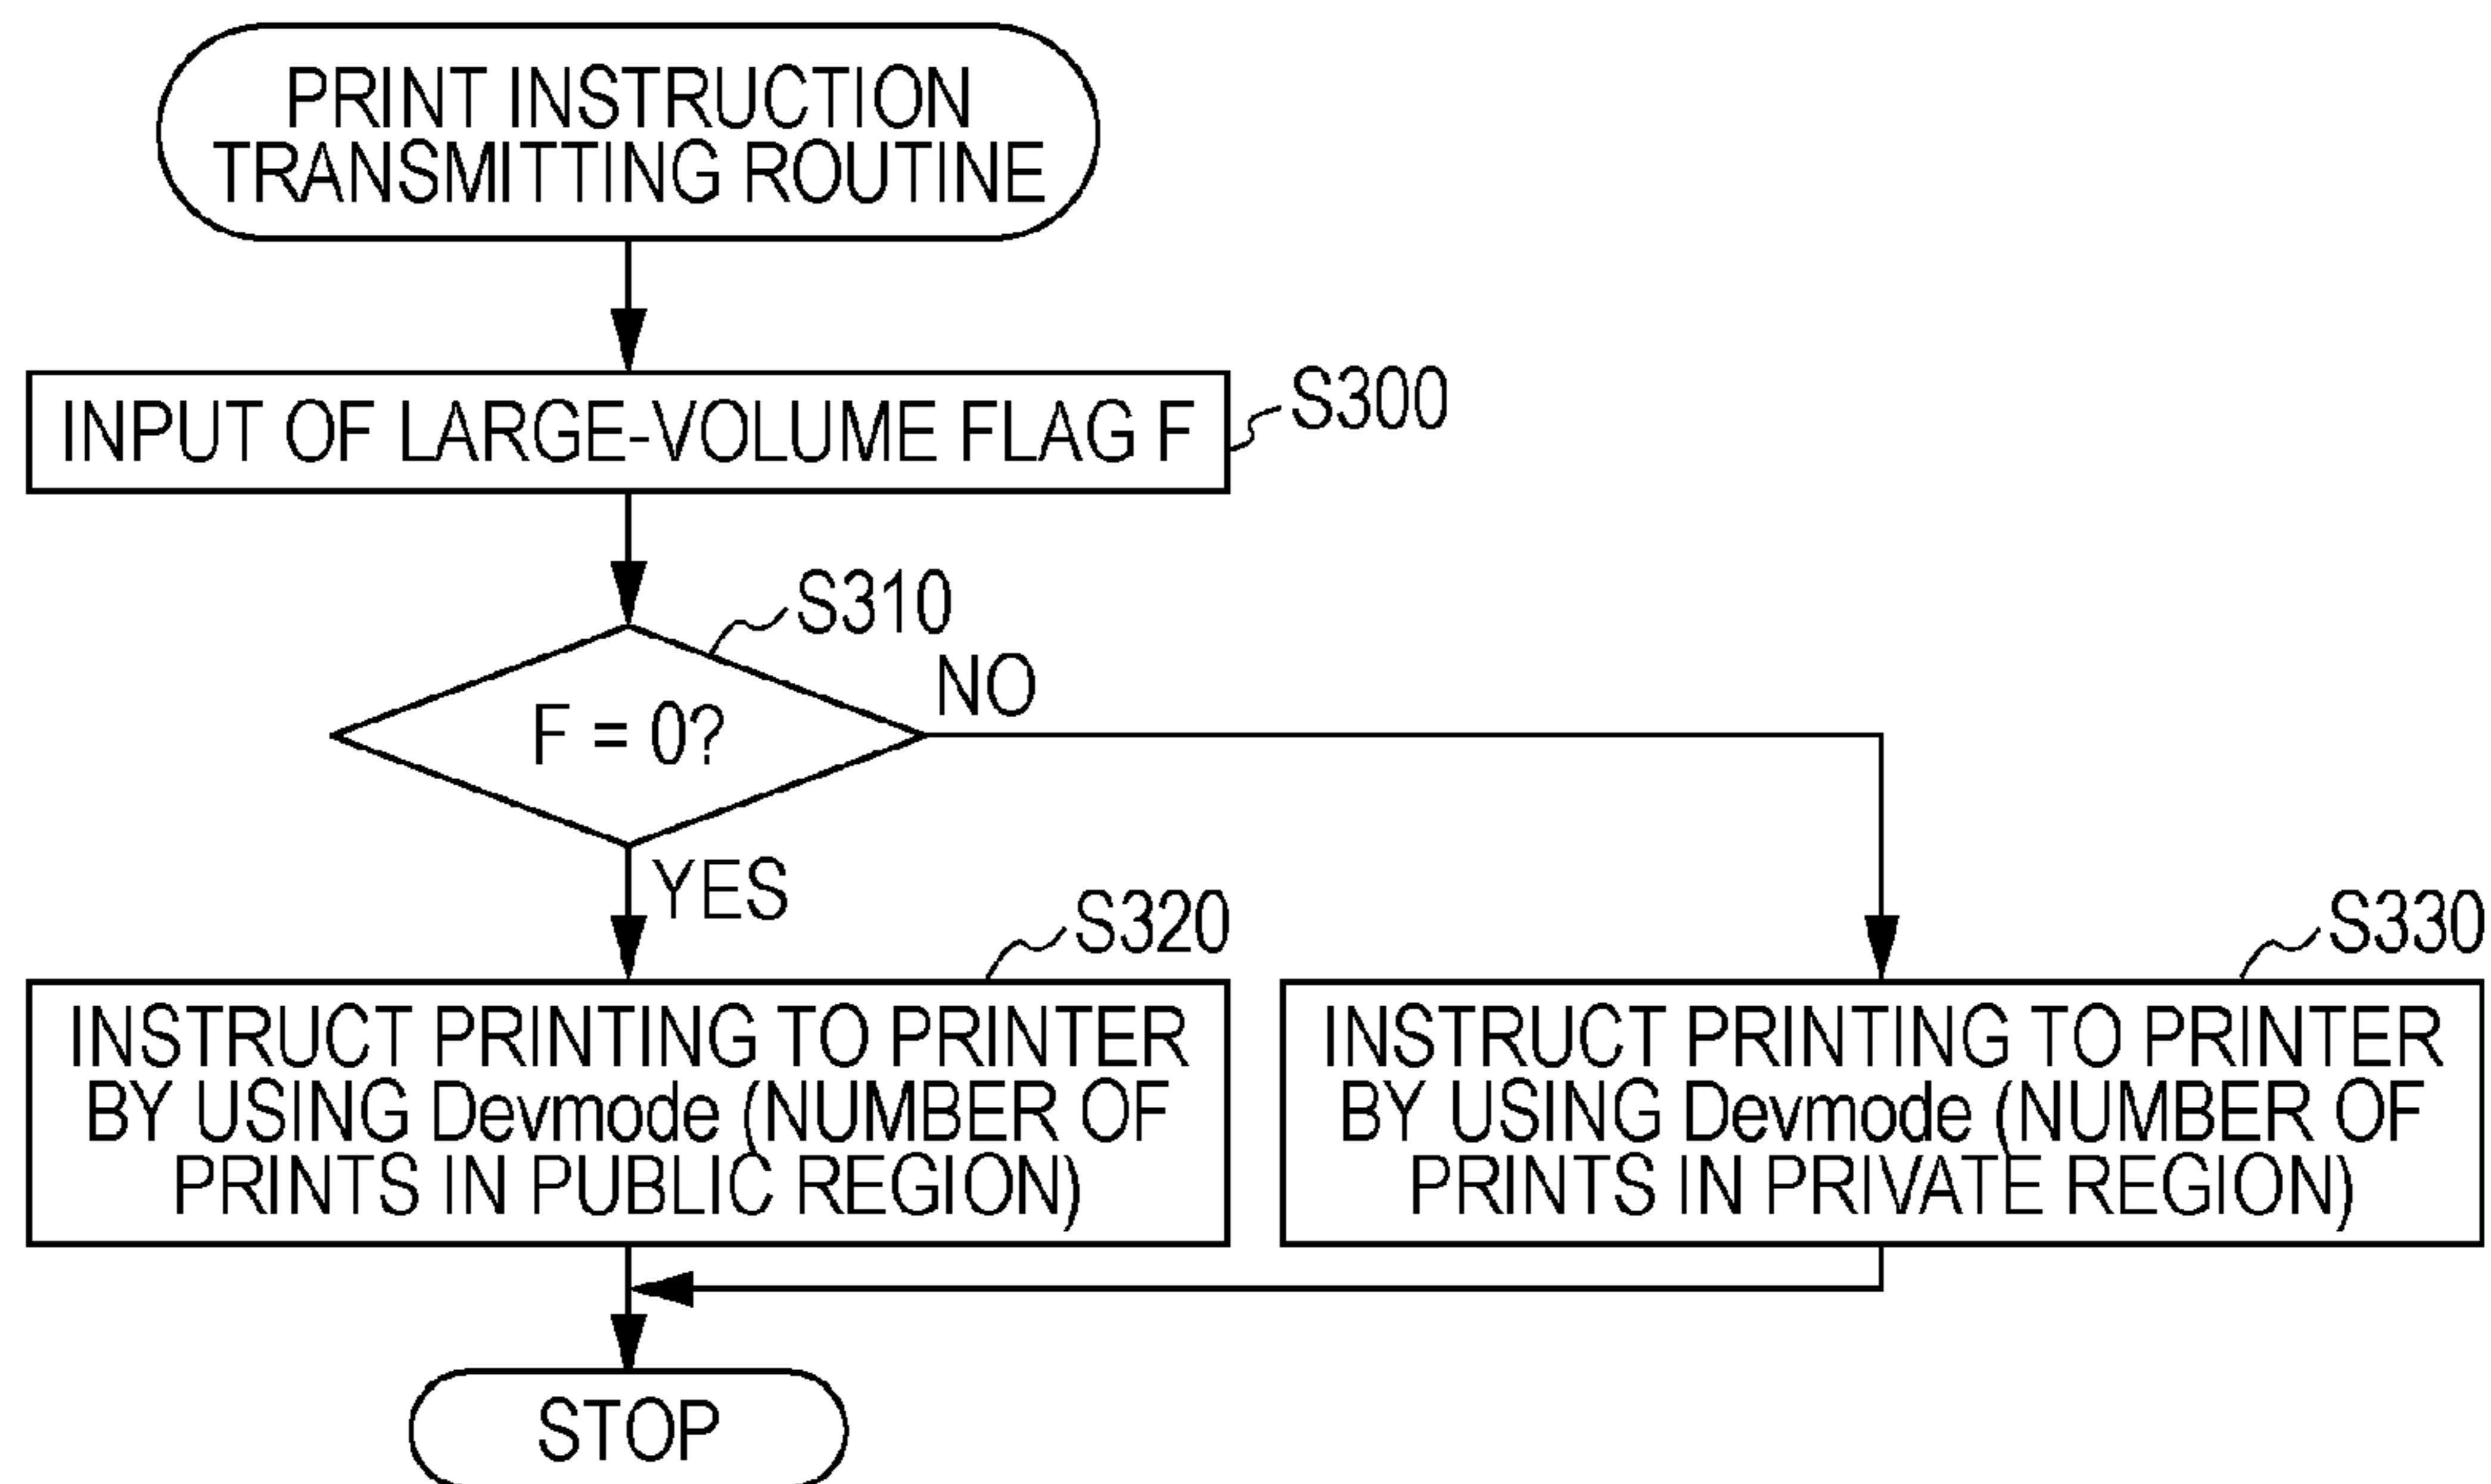 PRINT INSTRUCTION
TRANSMITTING ROUTINE
INPUT OF LARGE-VOLUME FLAG F
S300
S310
F = 0?
NO
YES
S320
INSTRUCT PRINTING TO PRINTER
BY USING Devmode (NUMBER OF
PRINTS IN PUBLIC REGION)
S330
INSTRUCT PRINTING TO PRINTER
BY USING Devmode (NUMBER OF
PRINTS IN PRIVATE REGION)
STOP